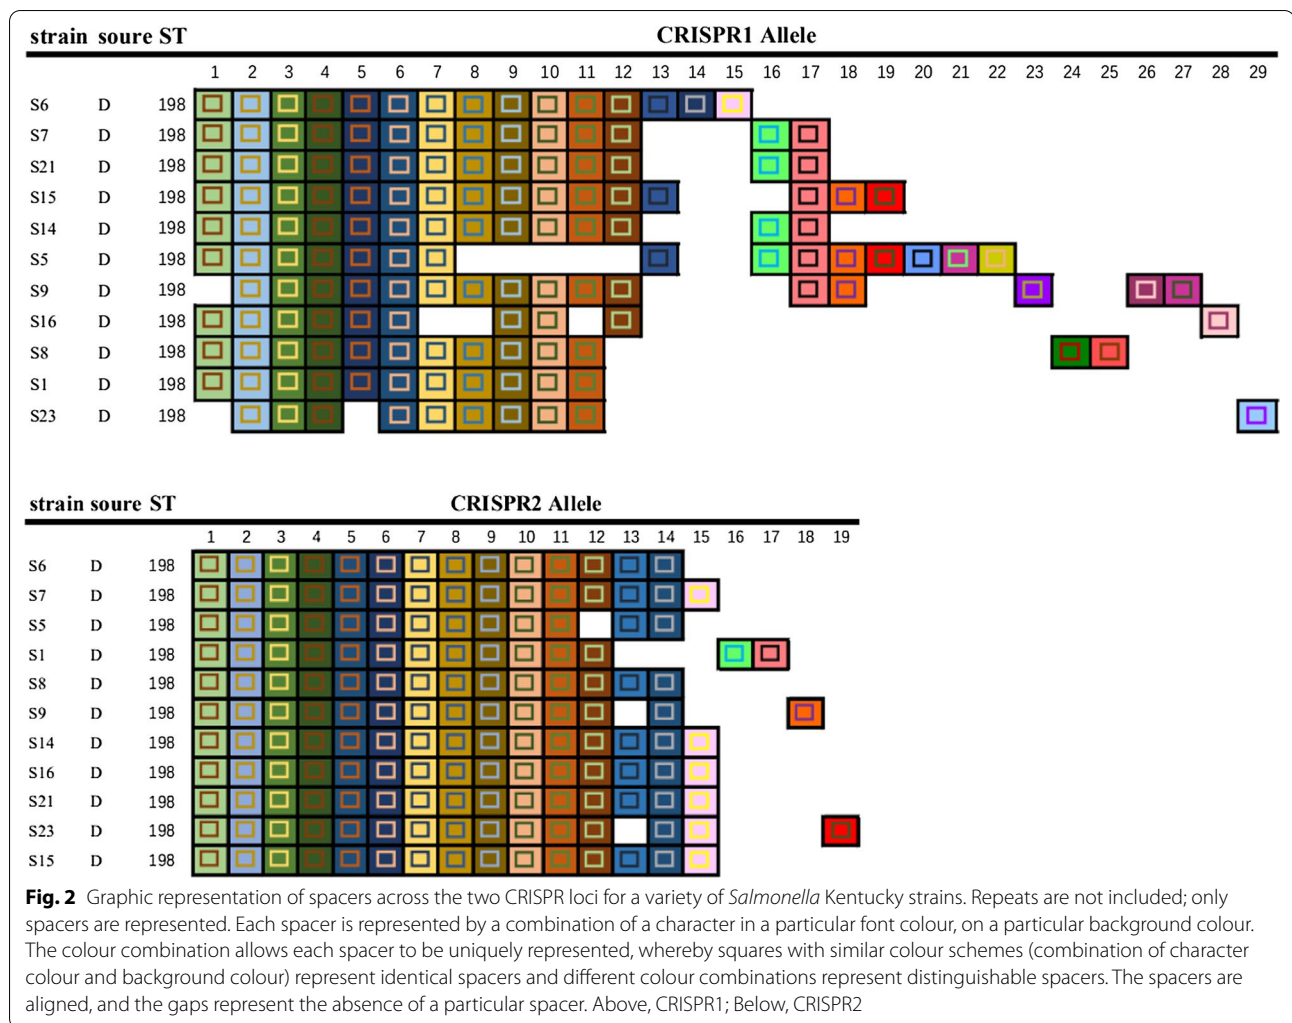 strain soure ST CRISPR1 Allele
1 2 3 4 5 6 7 8 9 10 11 12 13 14 15 16 17 18 19 20 21 22 23 24 25 26 27 28 29
S6 D 198
S7 D 198
S21 D 198
S15 D 198
S14 D 198
S5 D 198
S9 D 198
S16 D 198
S8 D 198
S1 D 198
S23 D 198
strain soure ST CRISPR2 Allele
1 2 3 4 5 6 7 8 9 10 11 12 13 14 15 16 17 18 19
S6 D 198
S7 D 198
S5 D 198
S1 D 198
S8 D 198
S9 D 198
S14 D 198
S16 D 198
S21 D 198
S23 D 198
S15 D 198
Fig. 2 Graphic representation of spacers across the two CRISPR loci for a variety of Salmonella Kentucky strains. Repeats are not included; only
spacers are represented. Each spacer is represented by a combination of a character in a particular font colour, on a particular background colour.
The colour combination allows each spacer to be uniquely represented, whereby squares with similar colour schemes (combination of character
colour and background colour) represent identical spacers and different colour combinations represent distinguishable spacers. The spacers are
aligned, and the gaps represent the absence of a particular spacer. Above, CRISPR1; Below, CRISPR2